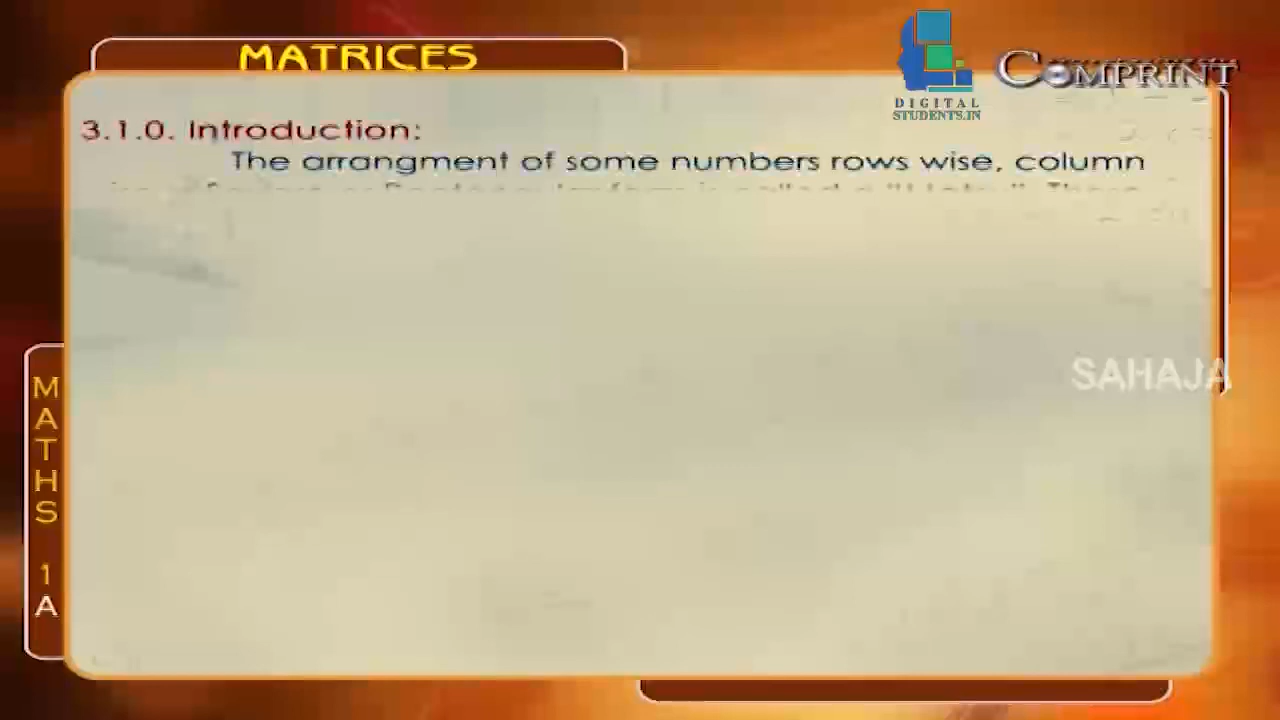 MATRICES
DIGITAL
STUDENTS.IN
COMPRINT
3.1.0. Introduction:
The arrangment of some numbers rows wise, column
SAHAJA
MATHS 1A